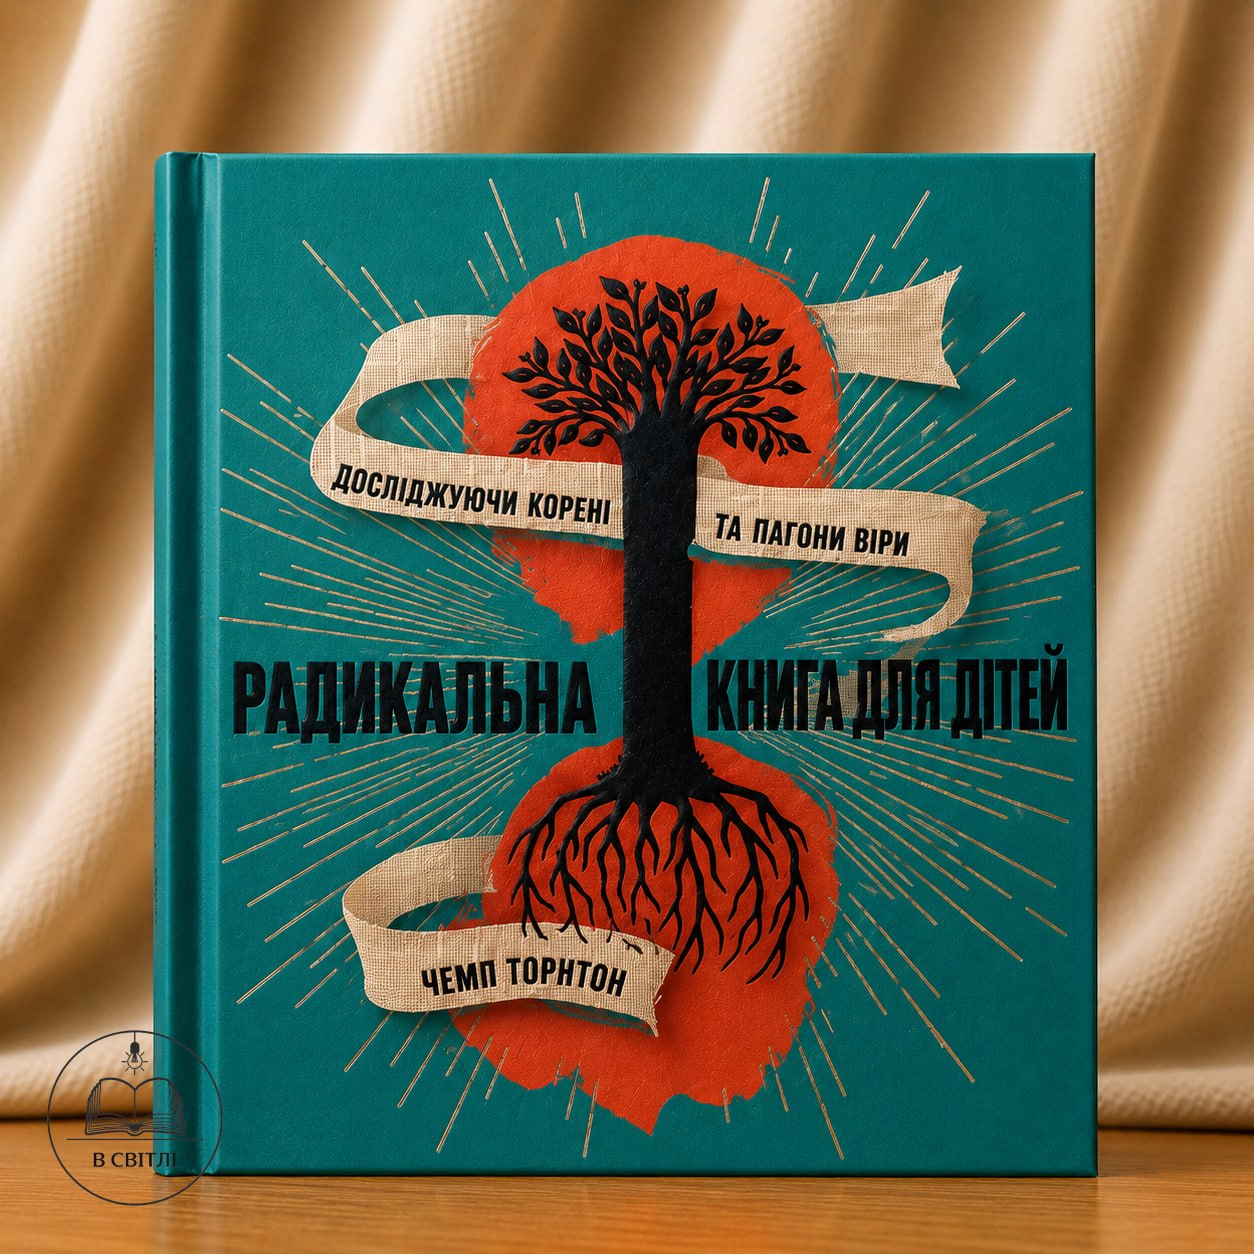 ДОСЛІДЖУЮЧИ КОРЕНІ
ТА ПАГОНИ ВІРИ
РАДИКАЛЬНА
КНИГА ДЛЯ ДІТЕЙ
ЧЕМП ТОРНТОН
В СВІТЛІ